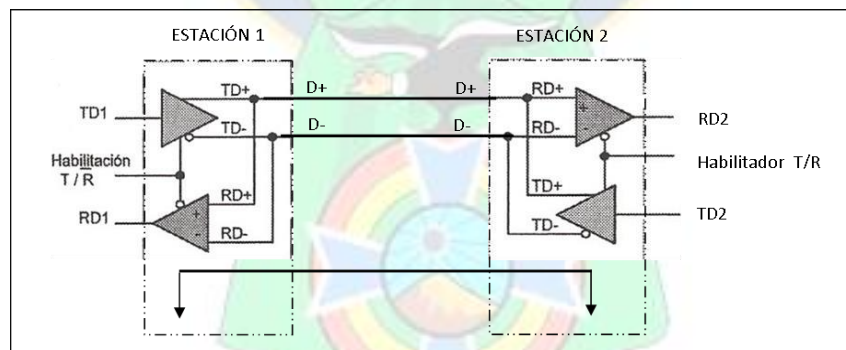 ESTACIÓN 1
ESTACIÓN 2
TD+
D+
D+
RD+
TD1
TD-
D-
D-
RD-
RD2
Habilitación
T / R̅
Habilitador T/R
RD+
TD+
RD1
RD-
TD-
TD2
+
-
+
-